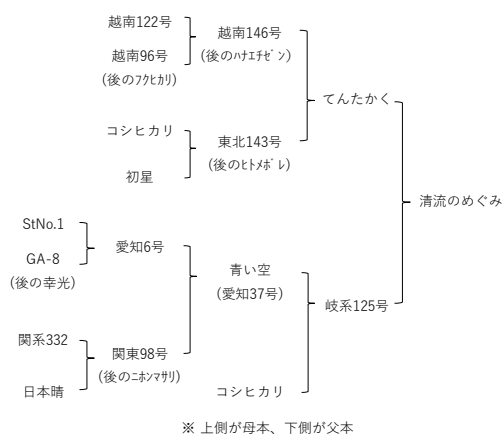 越南122号
越南96号
(後のﾌｸﾋｶﾘ)
越南146号
(後のﾊﾅｴﾁｾﾞﾝ)
コシヒカリ
初星
東北143号
(後のﾋﾄﾒﾎﾞﾚ)
てんたかく
StNo.1
GA-8
(後の幸光)
愛知6号
関系332
日本晴
関東98号
(後のﾆﾎﾝﾏｻﾘ)
青い空
(愛知37号)
コシヒカリ
岐系125号
清流のめぐみ
※ 上側が母本、下側が父本